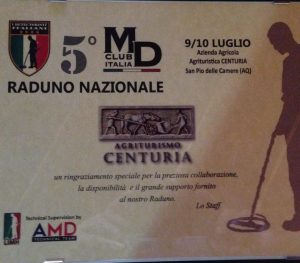 5° MD
CLUB
ITALIA
RADUNO NAZIONALE
9/10 LUGLIO
Azienda Agricola
Agrituristica CENTURIA
San Pio delle Camere (AQ)
AGRITURISMO
CENTURIA
un ringraziamento speciale per la preziosa collaborazione,
la disponibilità e il grande supporto fornito
al nostro Raduno.
Lo Staff
Technical Supervision by
AMD
TECHNICAL TEAM